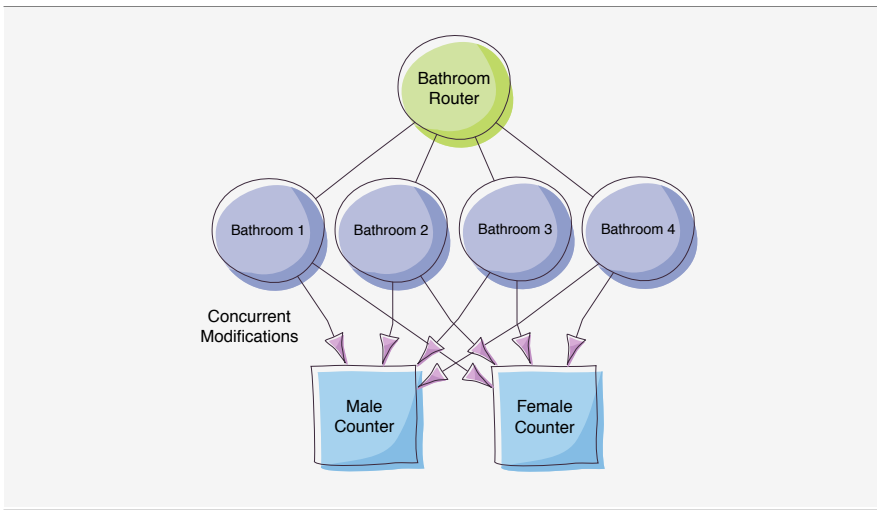 Bathroom
Router
Bathroom 1
Bathroom 2
Bathroom 3
Bathroom 4
Concurrent
Modifications
Male
Counter
Female
Counter